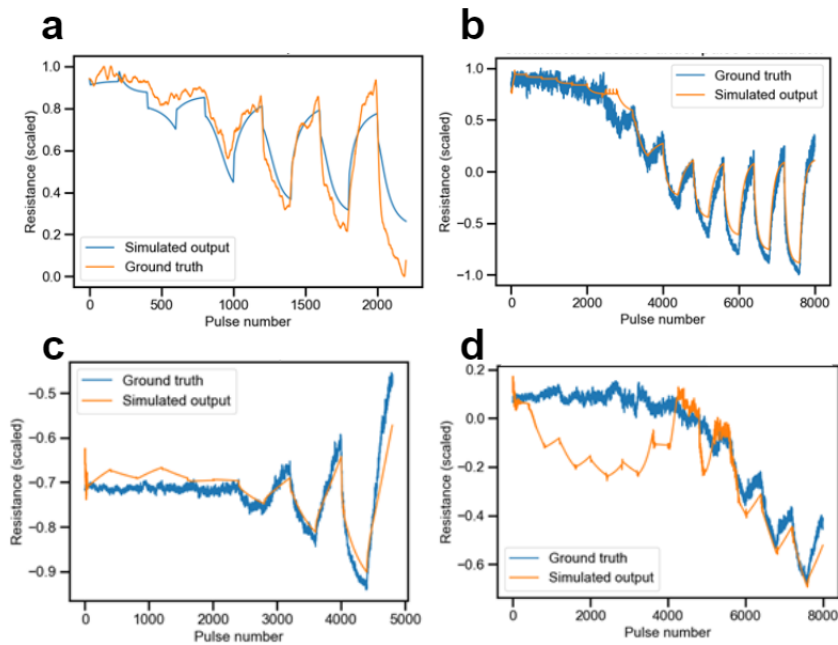 a
1.0
0.8
0.6
0.4
0.2
0.0
Resistance (scaled)
Simulated output
Ground truth
0
500
1000
1500
2000
Pulse number
b
1.0
0.5
0.0
−0.5
−1.0
Resistance (scaled)
Ground truth
Simulated output
0
2000
4000
6000
8000
Pulse number
c
−0.5
−0.6
−0.7
−0.8
−0.9
Resistance (scaled)
Ground truth
Simulated output
0
1000
2000
3000
4000
5000
Pulse number
d
0.2
0.0
−0.2
−0.4
−0.6
Resistance (scaled)
Ground truth
Simulated output
0
2000
4000
6000
8000
Pulse number